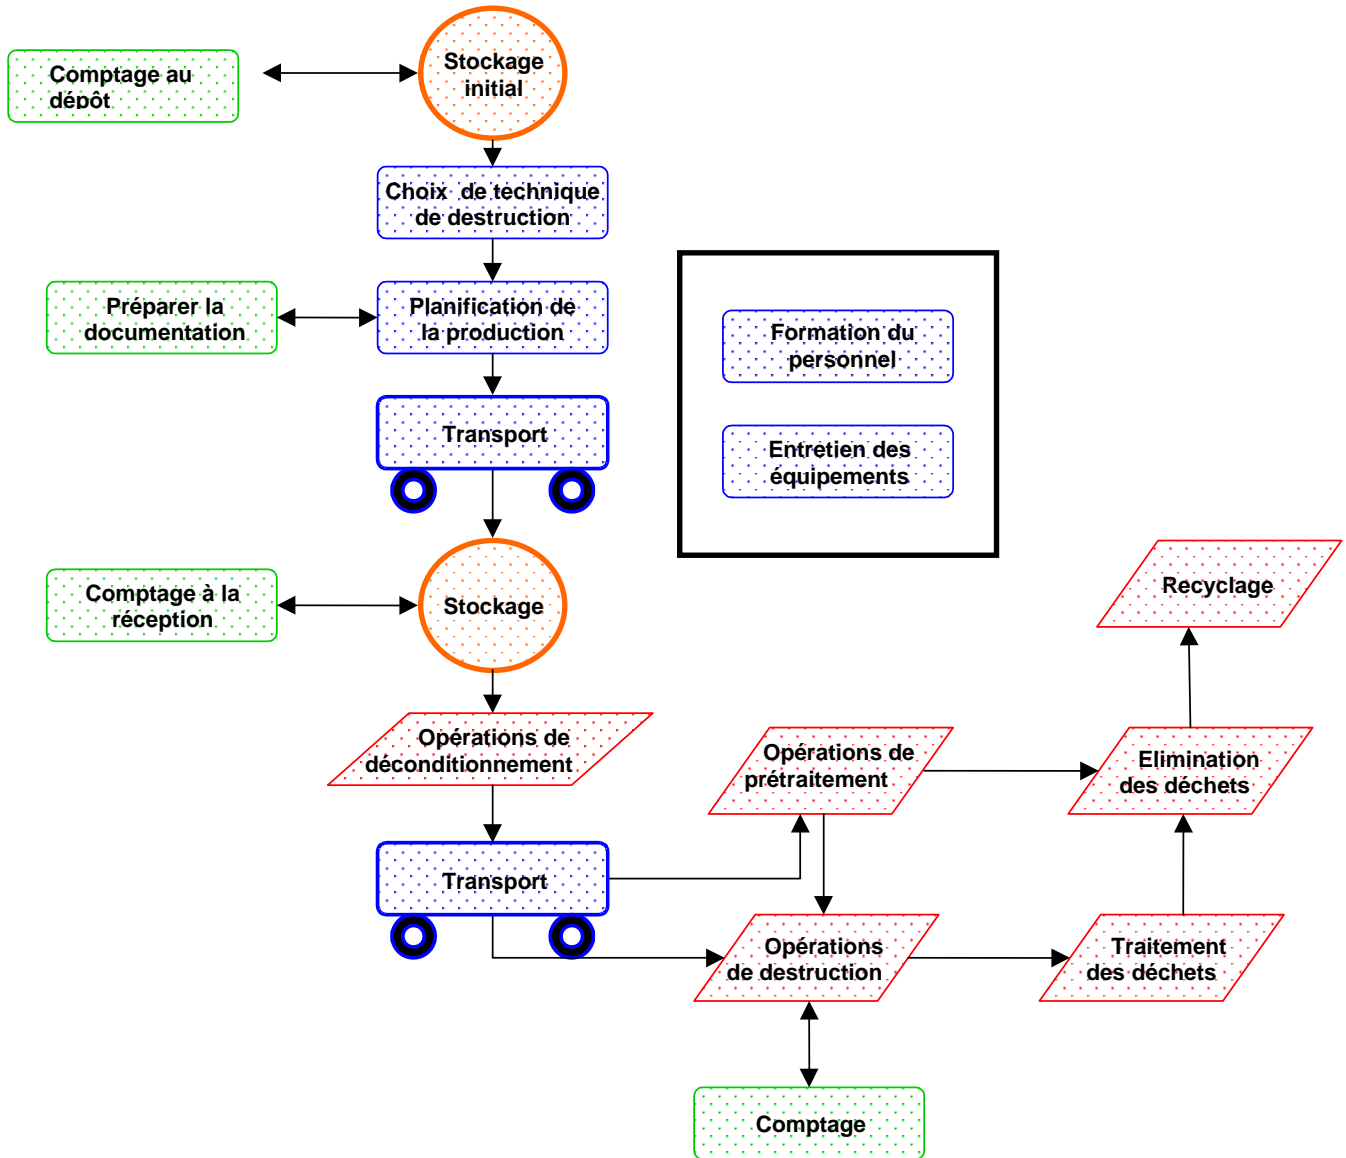 Comptage au
dépôt
Stockage
initial
Choix de technique
de destruction
Préparer la
documentation
Planification de
la production
Formation du
personnel
Transport
Entretien des
équipements
Comptage à la
réception
Stockage
Recyclage
Opérations de
déconditionnement
Opérations de
prétraitement
Elimination
des déchets
Transport
Opérations
de destruction
Traitement
des déchets
Comptage